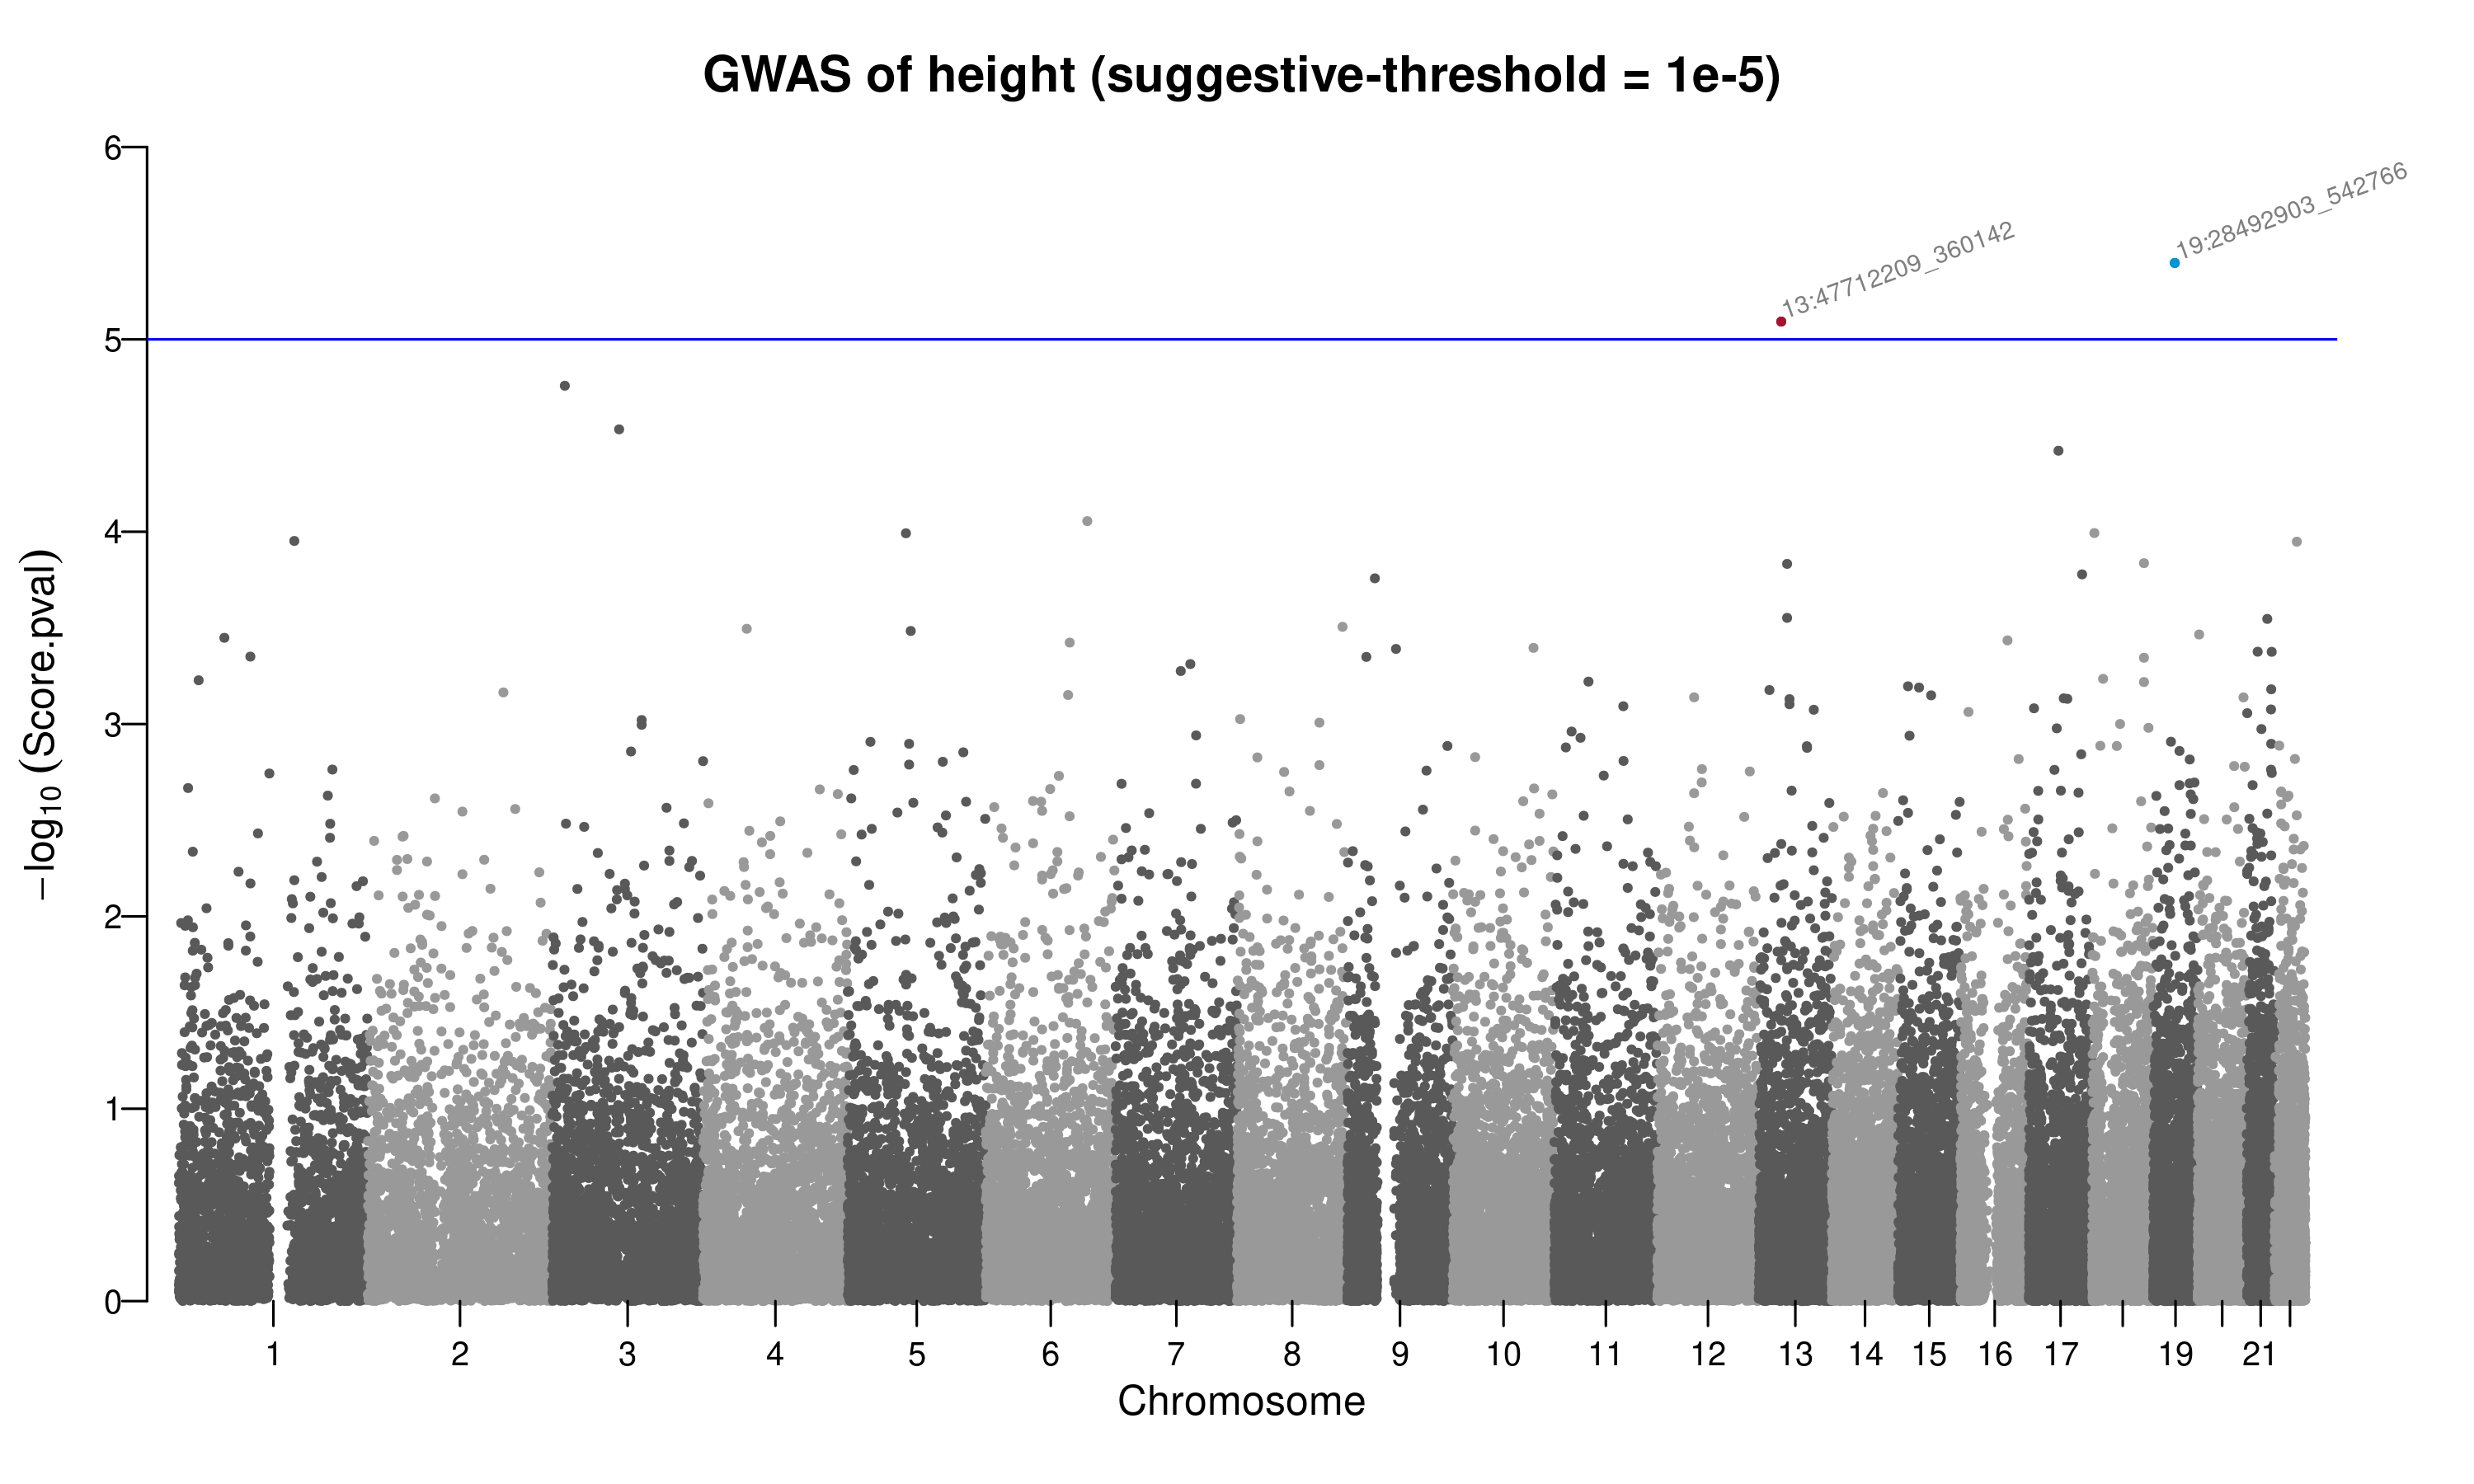 GWAS of height (suggestive-threshold = 1e-5)
6
19:28492903_542766
13:47712209_360142
5
4
3
2
1
0
−log10 (Score.pval)
1 2 3 4 5 6 7 8 9 10 11 12 13 14 15 16 17 19 21
Chromosome